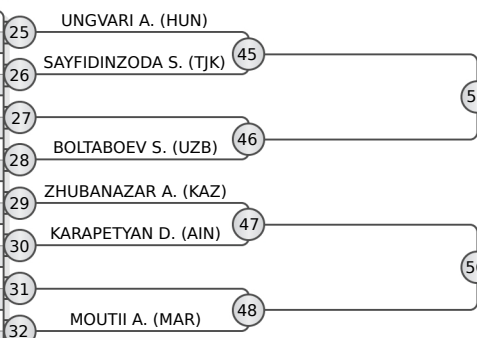 25
UNGVARI A. (HUN)
45
26
SAYFIDINZODA S. (TJK)
27
46
28
BOLTABOEV S. (UZB)
29
ZHUBANAZAR A. (KAZ)
47
30
KARAPETYAN D. (AIN)
31
48
32
MOUTII A. (MAR)